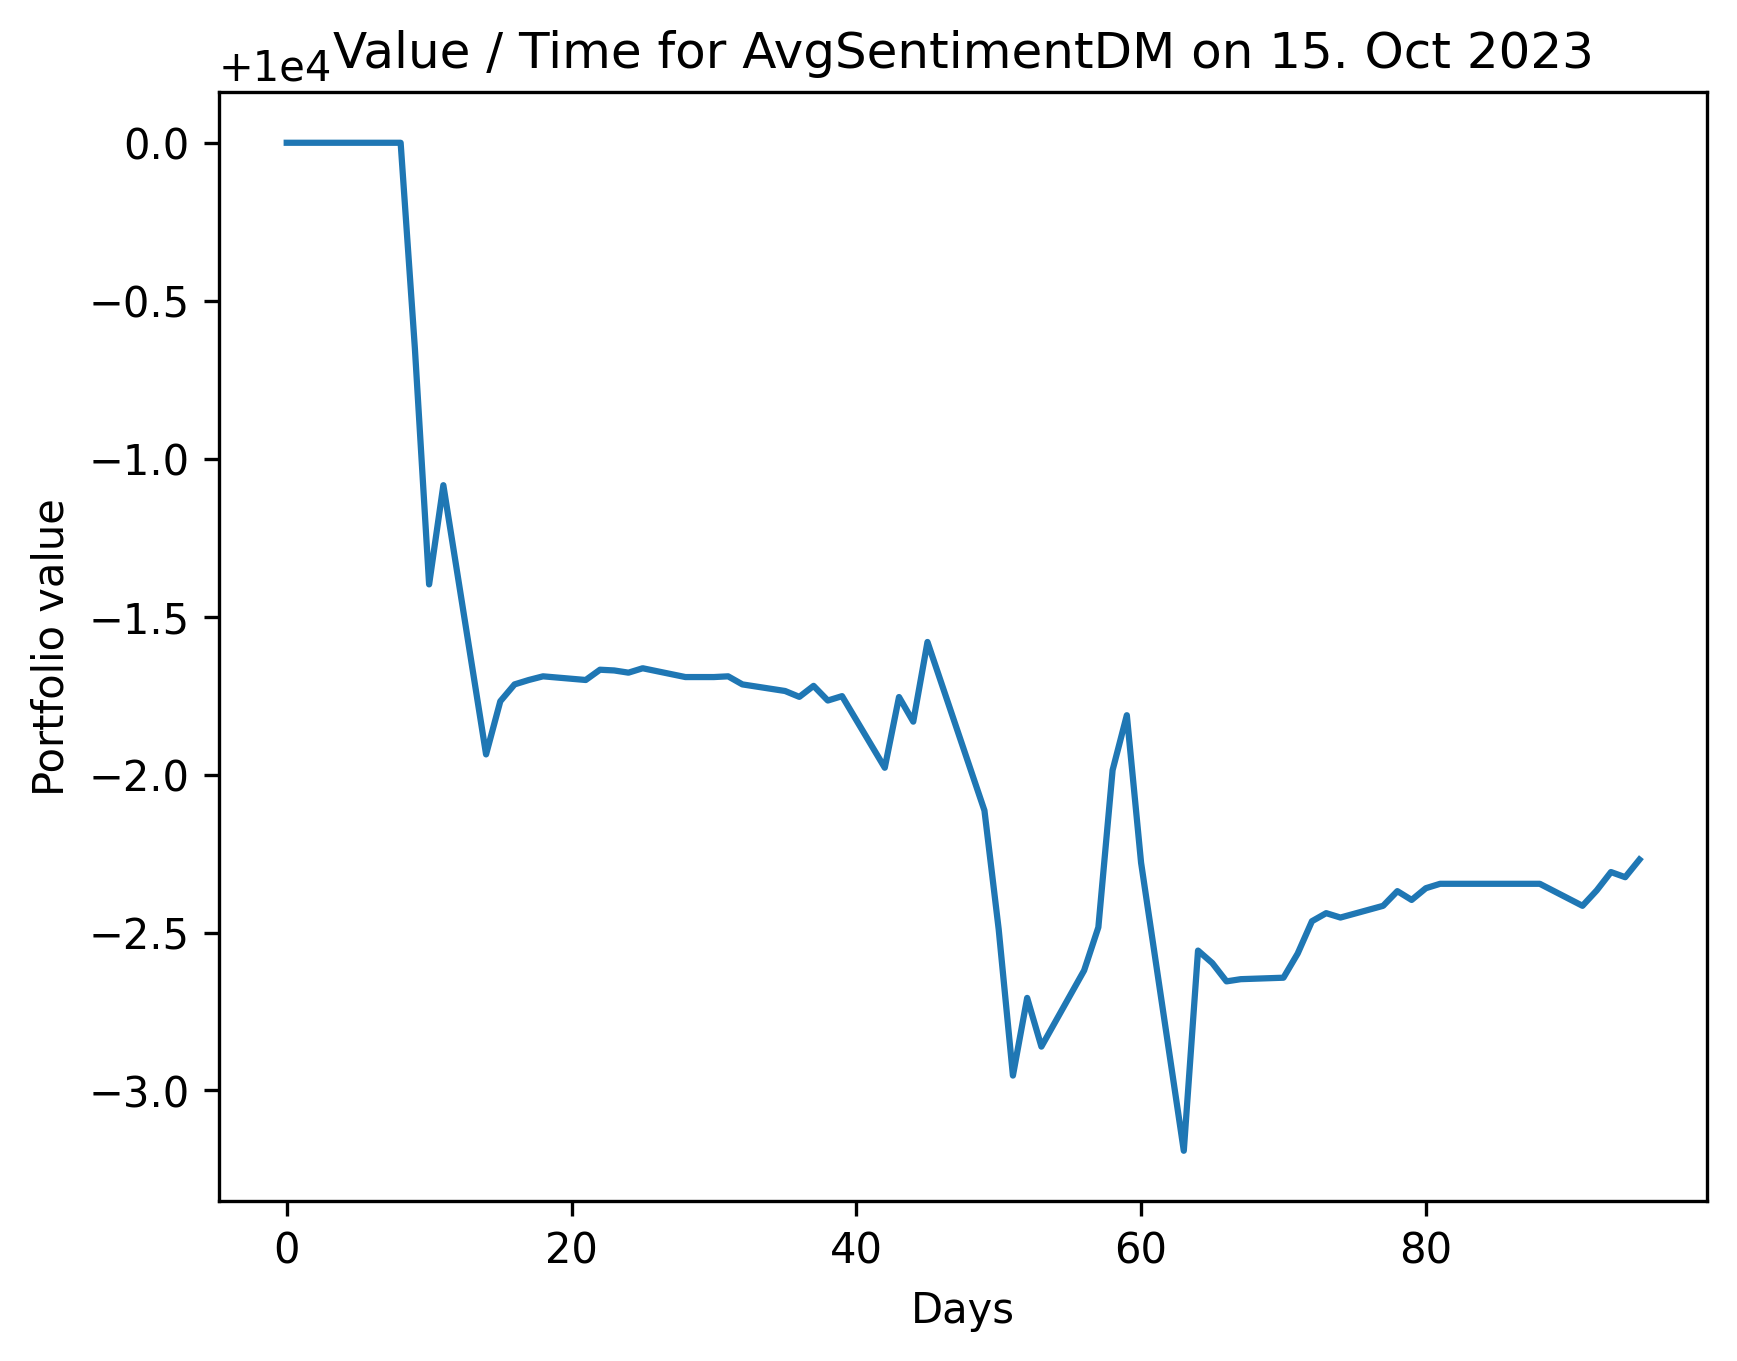 Value / Time for AvgSentimentDM on 15. Oct 2023
+1e4
0.0
−0.5
−1.0
−1.5
−2.0
−2.5
−3.0
Portfolio value
0 20 40 60 80
Days